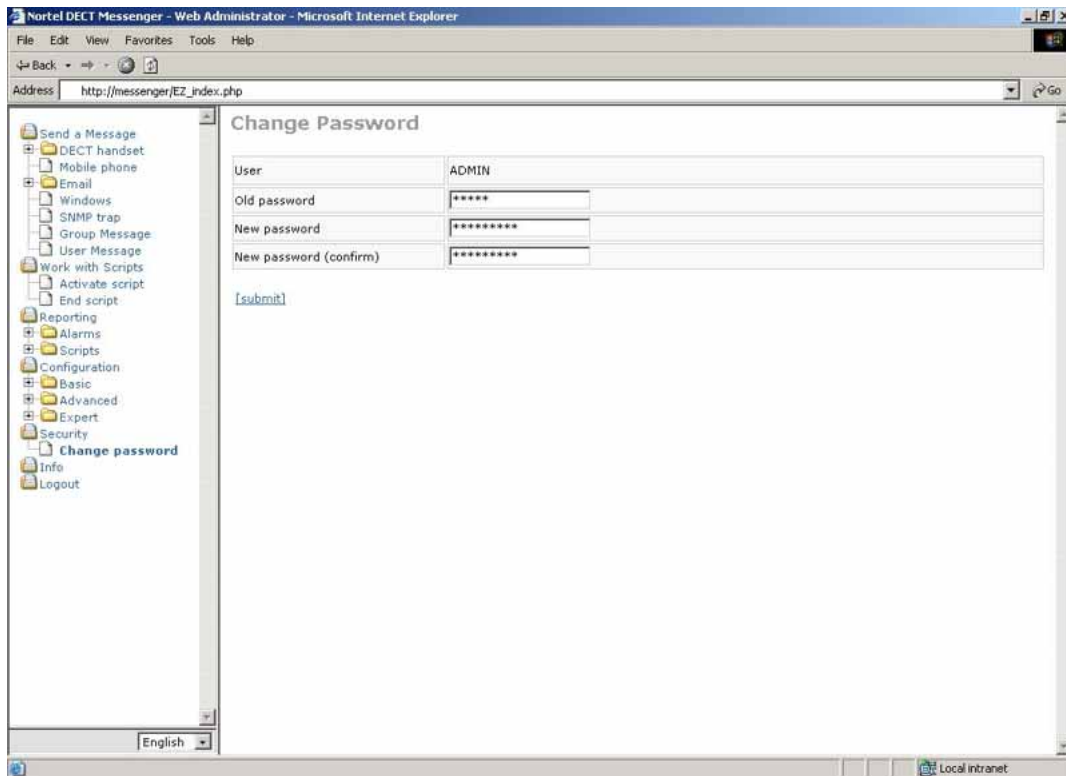 Nortel DECT Messenger - Web Administrator - Microsoft Internet Explorer
File Edit View Favorites Tools Help
Back
Address http://messenger/EZ_index.php Go
Send a Message
DECT handset
Mobile phone
Email
Windows
SNMP trap
Group Message
User Message
Work with Scripts
Activate script
End script
Reporting
Alarms
Scripts
Configuration
Basic
Advanced
Expert
Security
Change password
Info
Logout
English
Change Password
User ADMIN
Old password *****
New password *********
New password (confirm) *********
[submit]
Local intranet